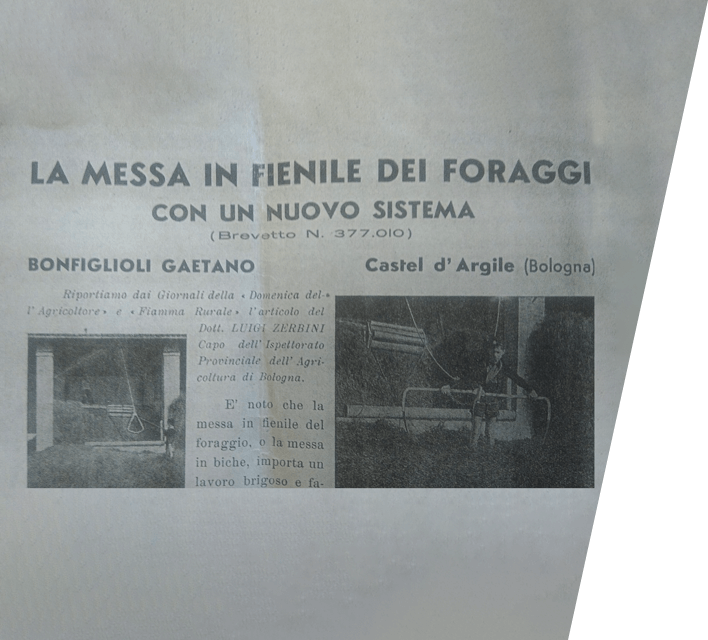 LA MESSA IN FIENILE DEI FORAGGI
CON UN NUOVO SISTEMA
(Brevetto N. 377.010)
BONFIGLIOLI GAETANO
Castel d'Argile (Bologna)
Riportiamo dai Giornali della « Domenica del-
l'Agricoltore » e « Fiamma Rurale » l'articolo del
Dott. LUIGI ZERBINI
Capo dell'Ispettorato
Provinciale dell'Agri-
coltura di Bologna.
E' noto che la
messa in fienile del
foraggio, o la messa
in biche, importa un
lavoro brigoso e fa-